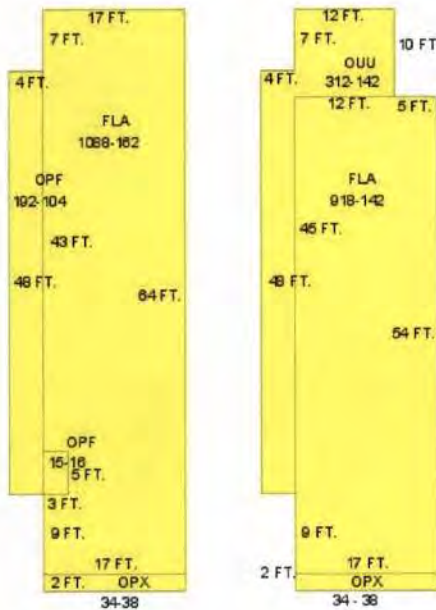 17 FT.
7 FT.
4 FT.
FLA
1088-162
OPF
192-104
43 FT.
48 FT.
64 FT.
OPF
15-16
5 FT.
3 FT.
9 FT.
17 FT.
2 FT. OPX
34-38
12 FT.
7 FT.
10 FT.
OUU
312-142
4 FT.
12 FT. 5 FT.
FLA
918-142
45 FT.
48 FT.
54 FT.
9 FT.
17 FT.
2 FT. OPX
34 - 38